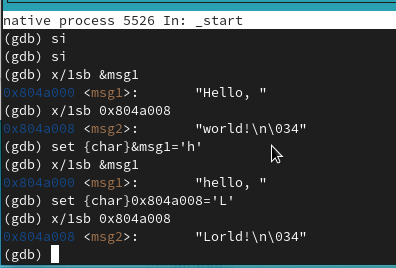 native process 5526 In: _start
(gdb) si
(gdb) si
(gdb) x/1sb &msg1
0x804a000 <msg1>:       "Hello, "
(gdb) x/1sb 0x804a008
0x804a008 <msg2>:       "world!\n\034"
(gdb) set {char}&msg1='h'
(gdb) x/1sb &msg1
0x804a000 <msg1>:       "hello, "
(gdb) set {char}0x804a008='L'
(gdb) x/1sb 0x804a008
0x804a008 <msg2>:       "Lorld!\n\034"
(gdb)